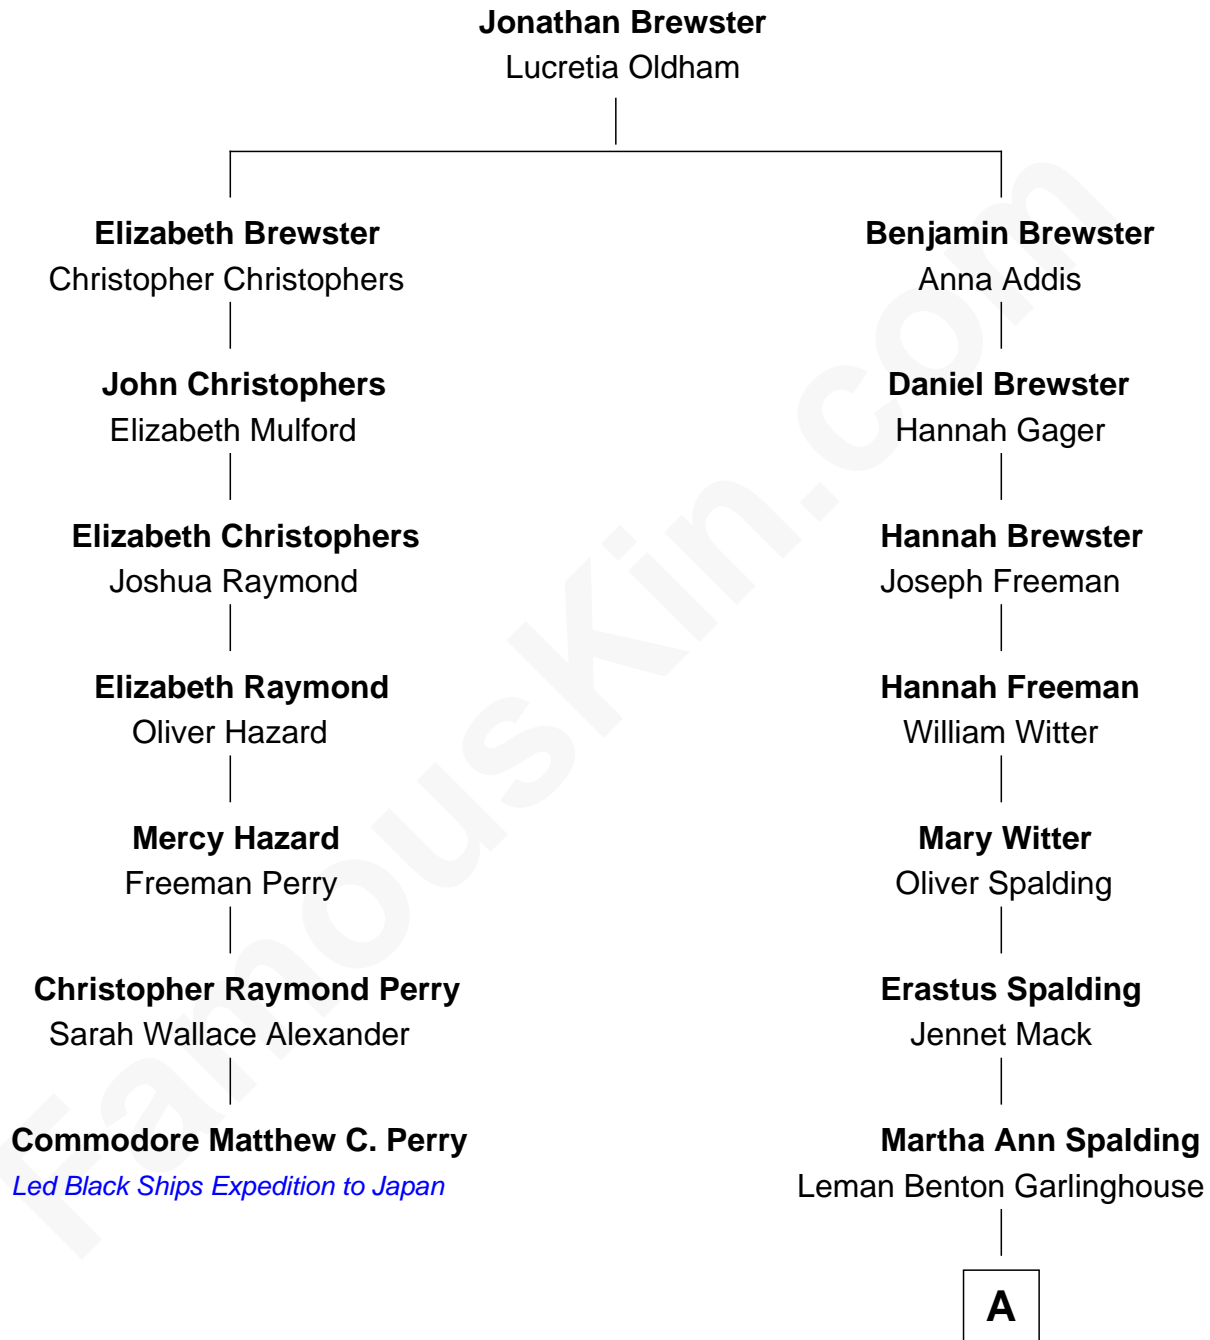 Jonathan Brewster
Lucretia Oldham
Elizabeth Brewster
Christopher Christophers
Benjamin Brewster
Anna Addis
John Christophers
Elizabeth Mulford
Daniel Brewster
Hannah Gager
Elizabeth Christophers
Joshua Raymond
Hannah Brewster
Joseph Freeman
Elizabeth Raymond
Oliver Hazard
Hannah Freeman
William Witter
Mercy Hazard
Freeman Perry
Mary Witter
Oliver Spalding
Christopher Raymond Perry
Sarah Wallace Alexander
Erastus Spalding
Jennet Mack
Commodore Matthew C. Perry
Led Black Ships Expedition to Japan
Martha Ann Spalding
Leman Benton Garlinghouse
A
FamousKin.com